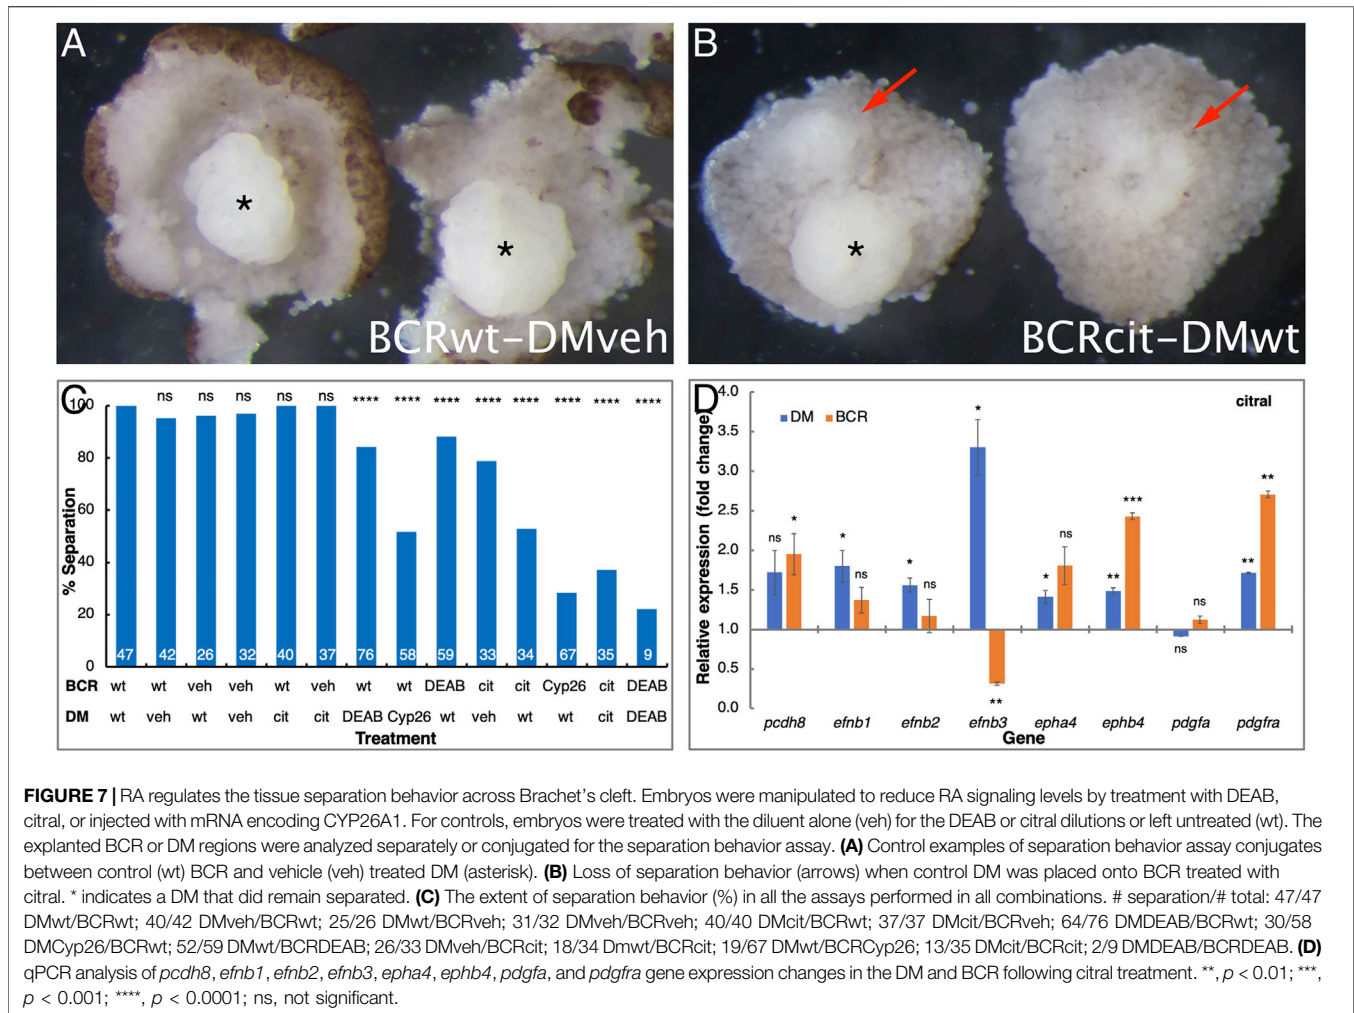 A
*
*
BCRwt–DMveh
B
*
BCRcit–DMwt
C
ns ns ns ns ns **** **** **** **** **** **** **** ****
% Separation
100
80
60
40
20
0
47 42 26 32 40 37 76 58 59 33 34 67 35 9
BCR wt wt veh veh wt veh wt wt DEAB cit cit Cyp26 cit DEAB
DM wt veh wt veh cit cit DEAB Cyp26 wt veh wt wt cit DEAB
Treatment
D
citral
DM BCR
Relative expression (fold change)
4.0
3.5
3.0
2.5
2.0
1.5
1.0
0.5
0.0
ns * * ns * ns * ** * ns ** *** ns ns ** **
pcdh8 efnb1 efnb2 efnb3 epha4 ephb4 pdgfa pdgfra
Gene
FIGURE 7 | RA regulates the tissue separation behavior across Brachet's cleft. Embryos were manipulated to reduce RA signaling levels by treatment with DEAB,
citral, or injected with mRNA encoding CYP26A1. For controls, embryos were treated with the diluent alone (veh) for the DEAB or citral dilutions or left untreated (wt). The
explanted BCR or DM regions were analyzed separately or conjugated for the separation behavior assay. (A) Control examples of separation behavior assay conjugates
between control (wt) BCR and vehicle (veh) treated DM (asterisk). (B) Loss of separation behavior (arrows) when control DM was placed onto BCR treated with
citral. * indicates a DM that did remain separated. (C) The extent of separation behavior (%) in all the assays performed in all combinations. # separation/# total: 47/47
DMwt/BCRwt; 40/42 DMveh/BCRwt; 25/26 DMwt/BCRveh; 31/32 DMveh/BCRveh; 40/40 DMcit/BCRwt; 37/37 DMcit/BCRveh; 64/76 DMDEAB/BCRwt; 30/58
DMCyp26/BCRwt; 52/59 DMwt/BCRDEAB; 26/33 DMveh/BCRcit; 18/34 Dmwt/BCRcit; 19/67 DMwt/BCRCyp26; 13/35 DMcit/BCRcit; 2/9 DMDEAB/BCRDEAB. (D)
qPCR analysis of pcdh8, efnb1, efnb2, efnb3, epha4, ephb4, pdgfa, and pdgfra gene expression changes in the DM and BCR following citral treatment. **, p < 0.01; ***,
p < 0.001; ****, p < 0.0001; ns, not significant.